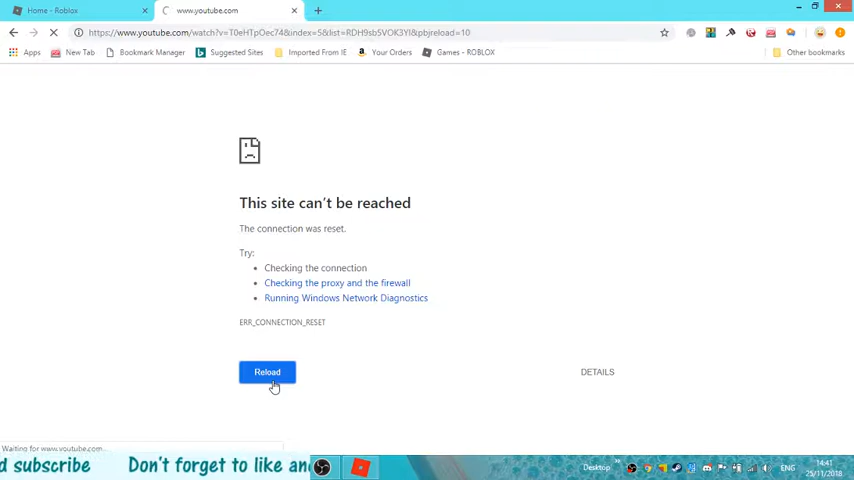 Home - Roblox
www.youtube.com
https://www.youtube.com/watch?v=T0eHTpOec74&index=5&list=RDH9sb5VOK3YI&pbjreload=10
Apps New Tab Bookmark Manager Suggested Sites Imported From IE Your Orders Games - ROBLOX Other bookmarks
This site can't be reached
The connection was reset.
Try:
Checking the connection
Checking the proxy and the firewall
Running Windows Network Diagnostics
ERR_CONNECTION_RESET
Reload DETAILS
Waiting for www.youtube.com...
d subscribe Don't forget to like an
Desktop ENG 14:41
25/11/2018